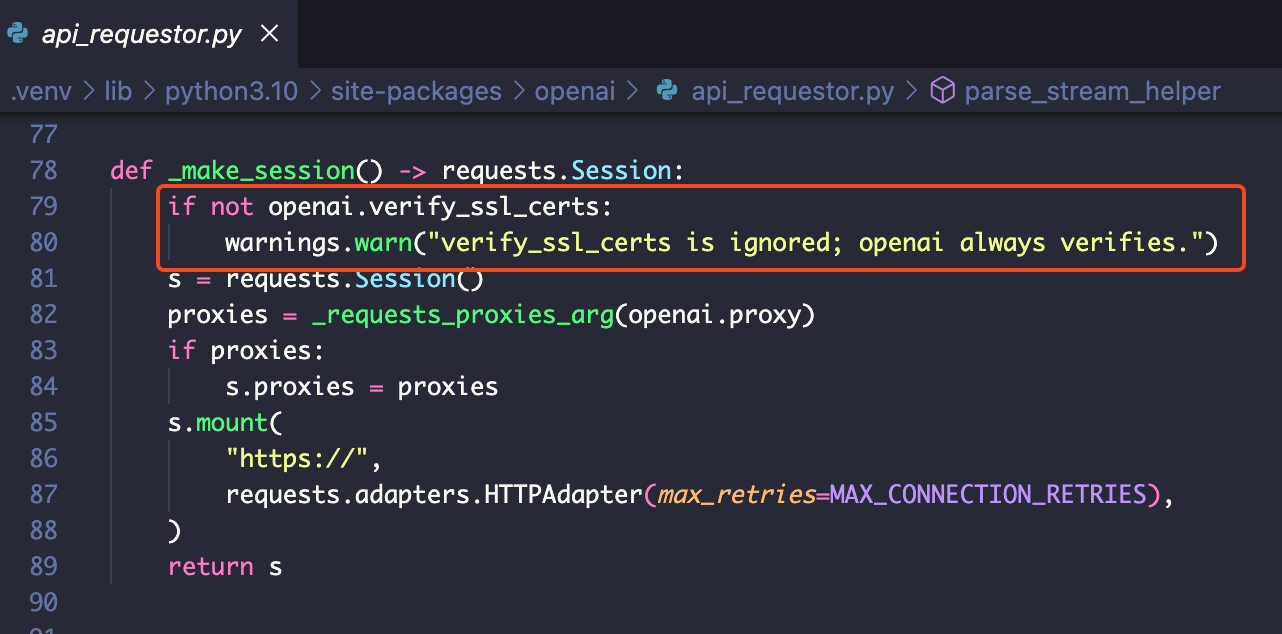 api_requestor.py ×
.venv > lib > python3.10 > site-packages > openai > api_requestor.py > parse_stream_helper
77
78 def _make_session() -> requests.Session:
79 if not openai.verify_ssl_certs:
80 warnings.warn("verify_ssl_certs is ignored; openai always verifies.")
81 s = requests.Session()
82 proxies = _requests_proxies_arg(openai.proxy)
83 if proxies:
84 s.proxies = proxies
85 s.mount(
86 "https://",
87 requests.adapters.HTTPAdapter(max_retries=MAX_CONNECTION_RETRIES),
88 )
89 return s
90
91